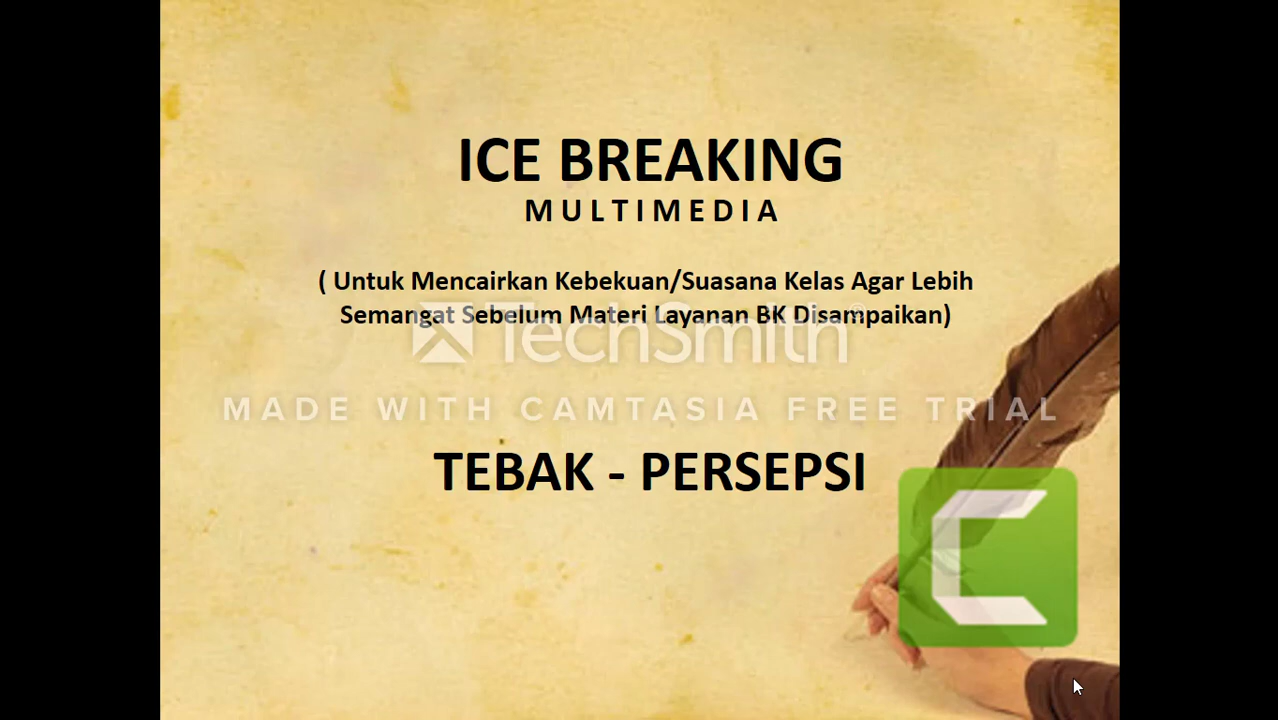 ICE BREAKING
MULTIMEDIA
( Untuk Mencairkan Kebekuan/Suasana Kelas Agar Lebih
Semangat Sebelum Materi Layanan BK Disampaikan)
TechSmith®
MADE WITH CAMTASIA FREE TRIAL
TEBAK - PERSEPSI